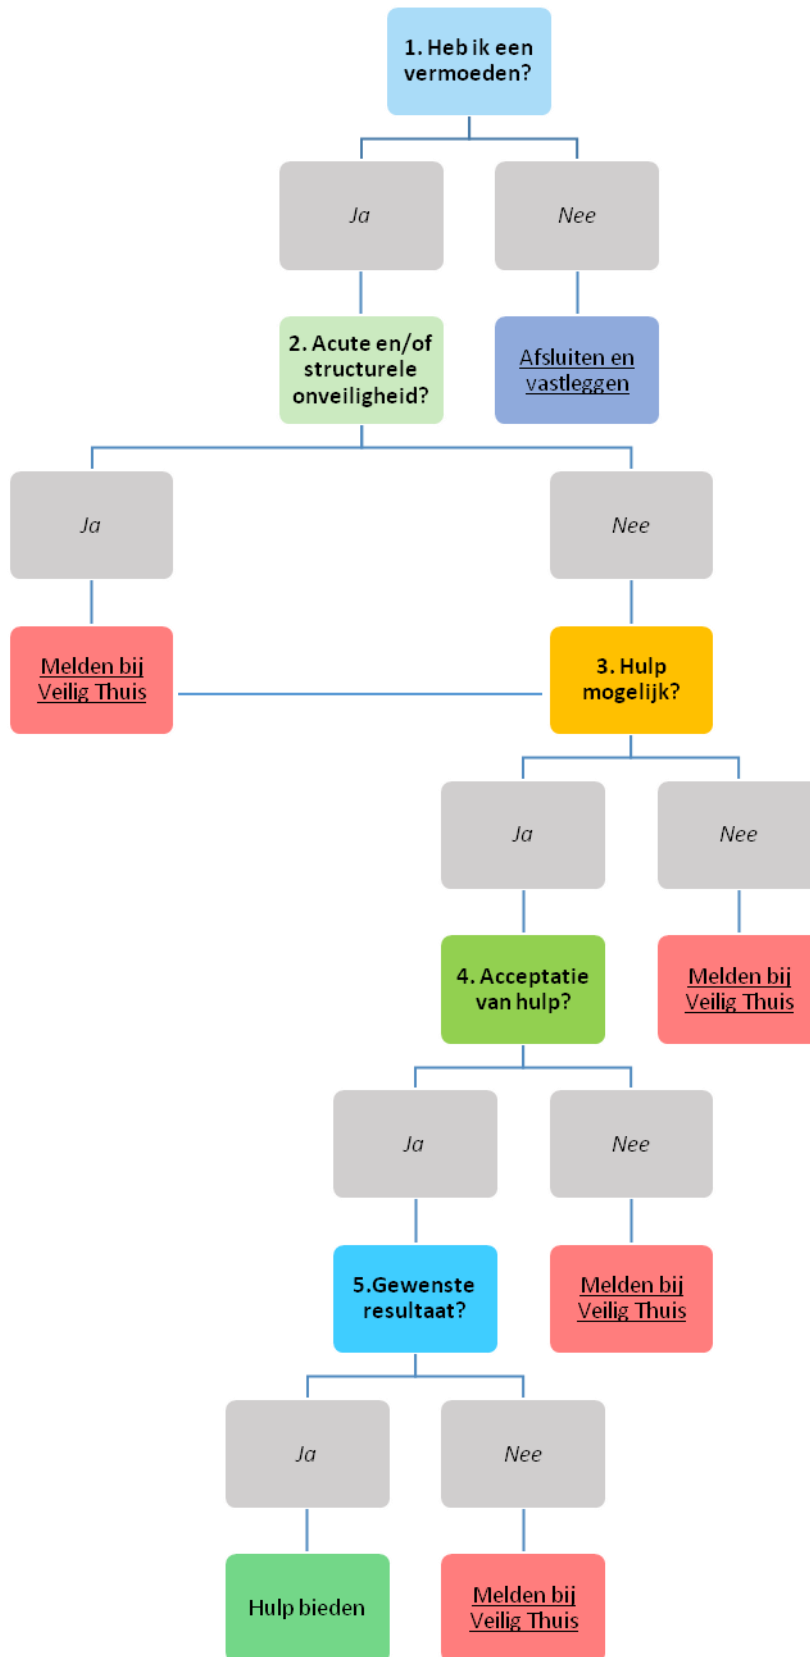 1. Heb ik een
vermoeden?
Ja
Nee
2. Acute en/of
structurele
onveiligheid?
Afsluiten en
vastleggen
Ja
Nee
Melden bij
Veilig Thuis
3. Hulp
mogelijk?
Ja
Nee
4. Acceptatie
van hulp?
Melden bij
Veilig Thuis
Ja
Nee
5.Gewenste
resultaat?
Melden bij
Veilig Thuis
Ja
Nee
Hulp bieden
Melden bij
Veilig Thuis